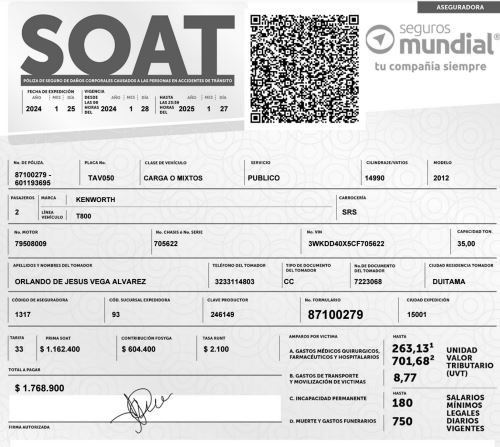 ASEGURADORA
SOAT
seguros
mundial
tu compañía siempre
PÓLIZA DE SEGURO DE DAÑOS CORPORALES CAUSADOS A LAS PERSONAS EN ACCIDENTES DE TRÁNSITO
FECHA DE EXPEDICIÓN VIGENCIA
AÑO MES DÍA DESDE LAS 00 HORAS DEL AÑO MES DÍA HASTA LAS 23:59 HORAS DEL AÑO MES DÍA
2024 1 25 2024 1 28 2025 1 27
No. DE PÓLIZA. PLACA No. CLASE DE VEHÍCULO SERVICIO CILINDRAJE/VATIOS MODELO
87100279 - 601193695 TAV050 CARGA O MIXTOS PUBLICO 14990 2012
PASAJEROS MARCA KENWORTH CARROCERÍA
2 LÍNEA VEHÍCULO T800 SRS
No. MOTOR No. CHASIS ó No. SERIE No. VIN CAPACIDAD TON.
79508009 705622 3WKDD40X5CF705622 35,00
APELLIDOS Y NOMBRES DEL TOMADOR TELÉFONO DEL TOMADOR TIPO DE DOCUMENTO DEL TOMADOR No. DE DOCUMENTO DEL TOMADOR CIUDAD RESIDENCIA TOMADOR
ORLANDO DE JESUS VEGA ALVAREZ 3233114803 CC 7223068 DUITAMA
CÓDIGO DE ASEGURADORA CÓD. SUCURSAL EXPEDIDORA CLAVE PRODUCTOR No. FORMULARIO CIUDAD EXPEDICIÓN
1317 93 246149 87100279 15001
TARIFA PRIMA SOAT CONTRIBUCIÓN FOSYGA TASA RUNT
33 $ 1.162.400 $ 604.400 $ 2.100
TOTAL A PAGAR
$ 1.768.900
FIRMA AUTORIZADA
AMPAROS POR VICTIMA HASTA
A. GASTOS MÉDICOS QUIRURGICOS, FARMACÉUTICOS Y HOSPITALARIOS 263,13¹ 701,68²
B. GASTOS DE TRANSPORTE Y MOVILIZACIÓN DE VICTIMAS 8,77
UNIDAD VALOR TRIBUTARIO (UVT)
C. INCAPACIDAD PERMANENTE HASTA 180
D. MUERTE Y GASTOS FUNERARIOS 750
SALARIOS MÍNIMOS LEGALES DIARIOS VIGENTES